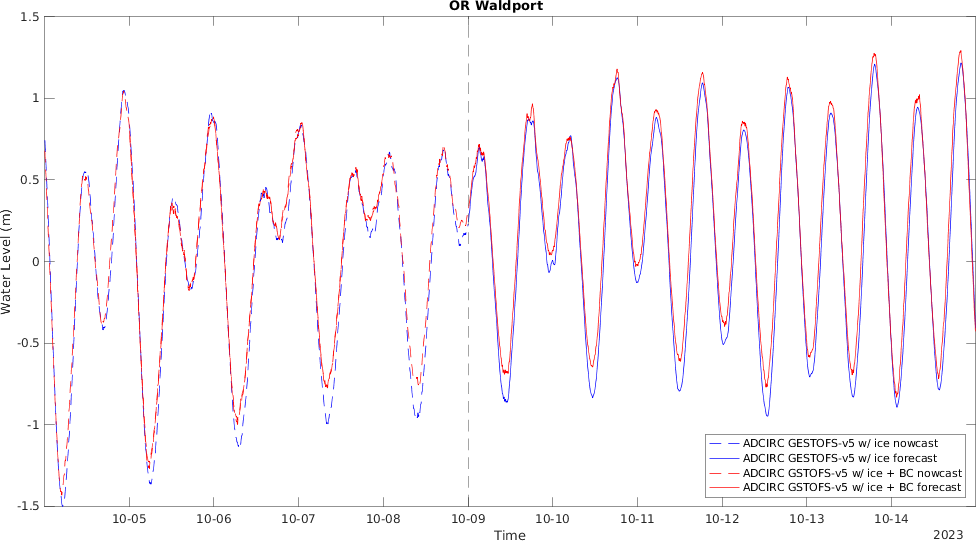 OR Waldport
1.5
1
0.5
0
-0.5
-1
-1.5
Water Level (m)
10-05 10-06 10-07 10-08 10-09 10-10 10-11 10-12 10-13 10-14
Time
2023
ADCIRC GESTOFS-v5 w/ ice nowcast
ADCIRC GESTOFS-v5 w/ ice forecast
ADCIRC GSTOFS-v5 w/ ice + BC nowcast
ADCIRC GSTOFS-v5 w/ ice + BC forecast